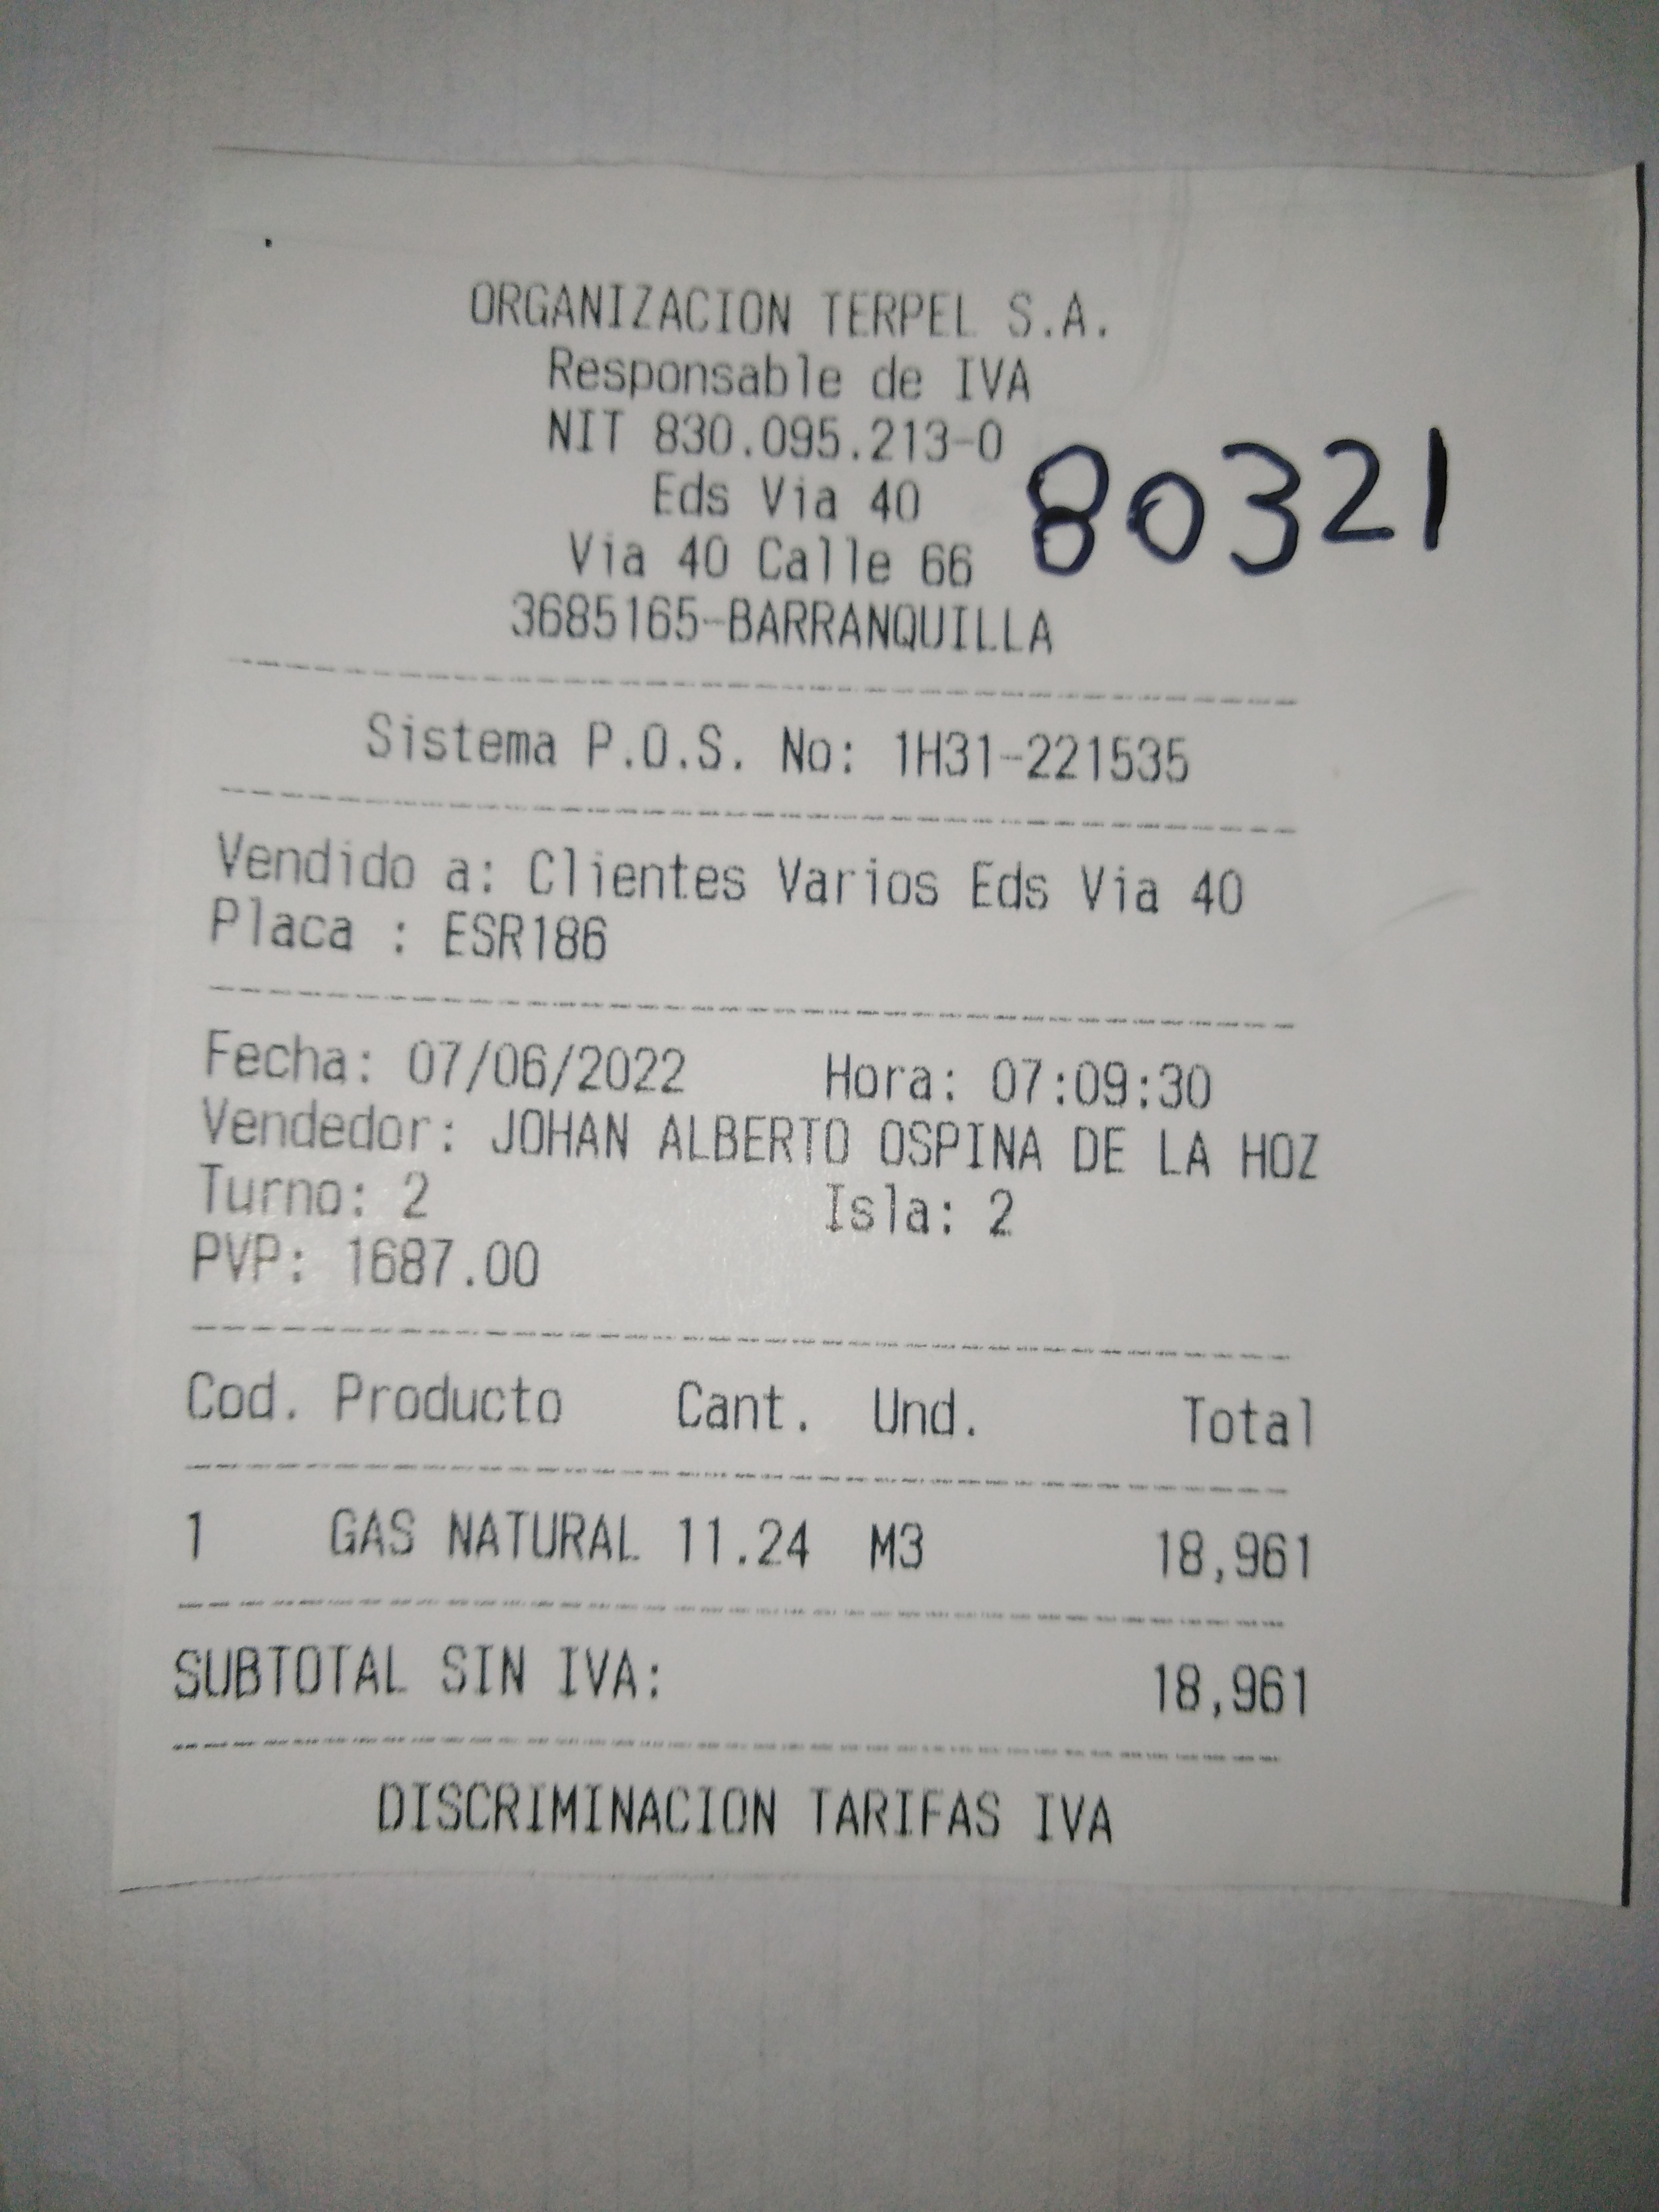 ORGANIZACION TERPEL S.A.
Responsable de IVA
NIT 830.095.213-0
80321
Eds Via 40
Via 40 Calle 66
3685165-BARRANQUILLA
Sistema P.O.S. No: 1H31-221535
Vendido a: Clientes Varios Eds Via 40
Placa : ESR186
Fecha: 07/06/2022 Hora: 07:09:30
Vendedor: JOHAN ALBERTO OSPINA DE LA HOZ
Turno: 2 Isla: 2
PVP: 1687.00
Cod. Producto Cant. Und. Total
1 GAS NATURAL 11.24 M3 18,961
SUBTOTAL SIN IVA: 18,961
DISCRIMINACION TARIFAS IVA